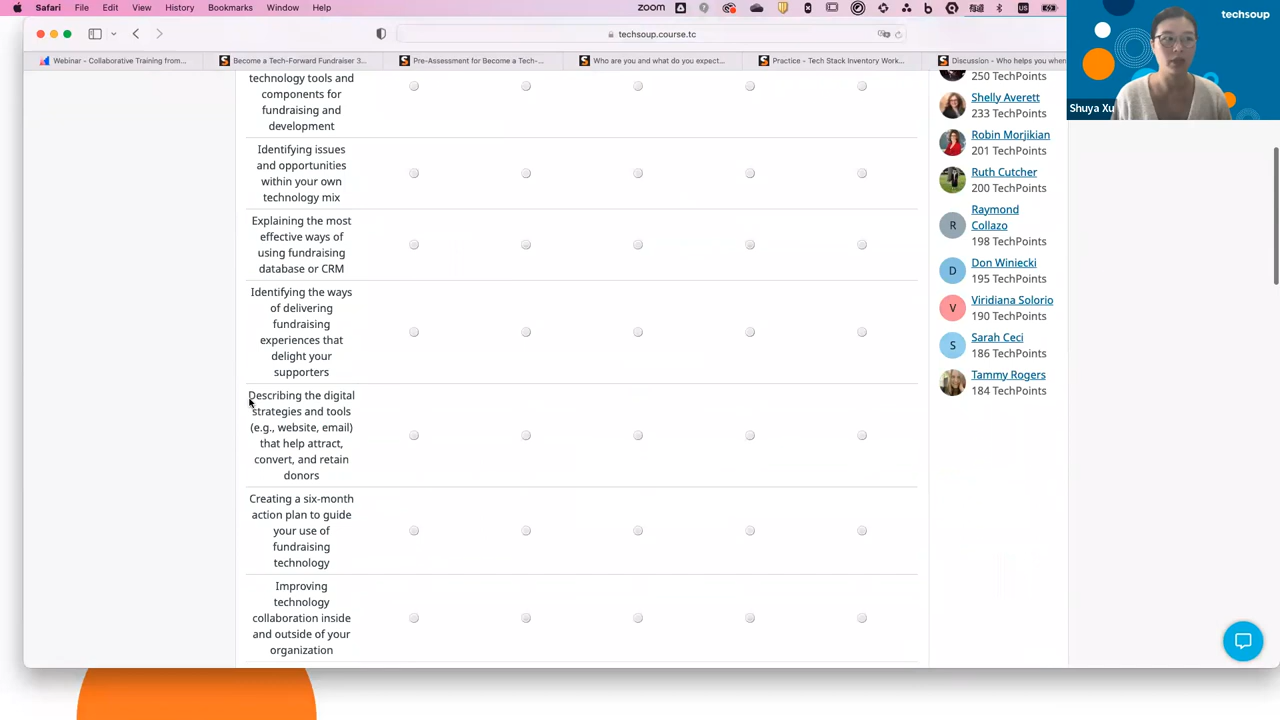 Safari File Edit View History Bookmarks Window Help zoom
techsoup
techsoup.course.tc
Webinar - Collaborative Training from...
Become a Tech-Forward Fundraiser 3...
Pre-Assessment for Become a Tech-...
Who are you and what do you expect...
Practice - Tech Stack Inventory Work...
Discussion - Who helps you when
Shuya Xu
technology tools and
components for
fundraising and
development
Identifying issues
and opportunities
within your own
technology mix
Explaining the most
effective ways of
using fundraising
database or CRM
Identifying the ways
of delivering
fundraising
experiences that
delight your
supporters
Describing the digital
strategies and tools
(e.g., website, email)
that help attract,
convert, and retain
donors
Creating a six-month
action plan to guide
your use of
fundraising
technology
Improving
technology
collaboration inside
and outside of your
organization
250 TechPoints
Shelly Averett
233 TechPoints
Robin Morjikian
201 TechPoints
Ruth Cutcher
200 TechPoints
R
Raymond
Collazo
198 TechPoints
D
Don Winiecki
195 TechPoints
V
Viridiana Solorio
190 TechPoints
S
Sarah Ceci
186 TechPoints
Tammy Rogers
184 TechPoints